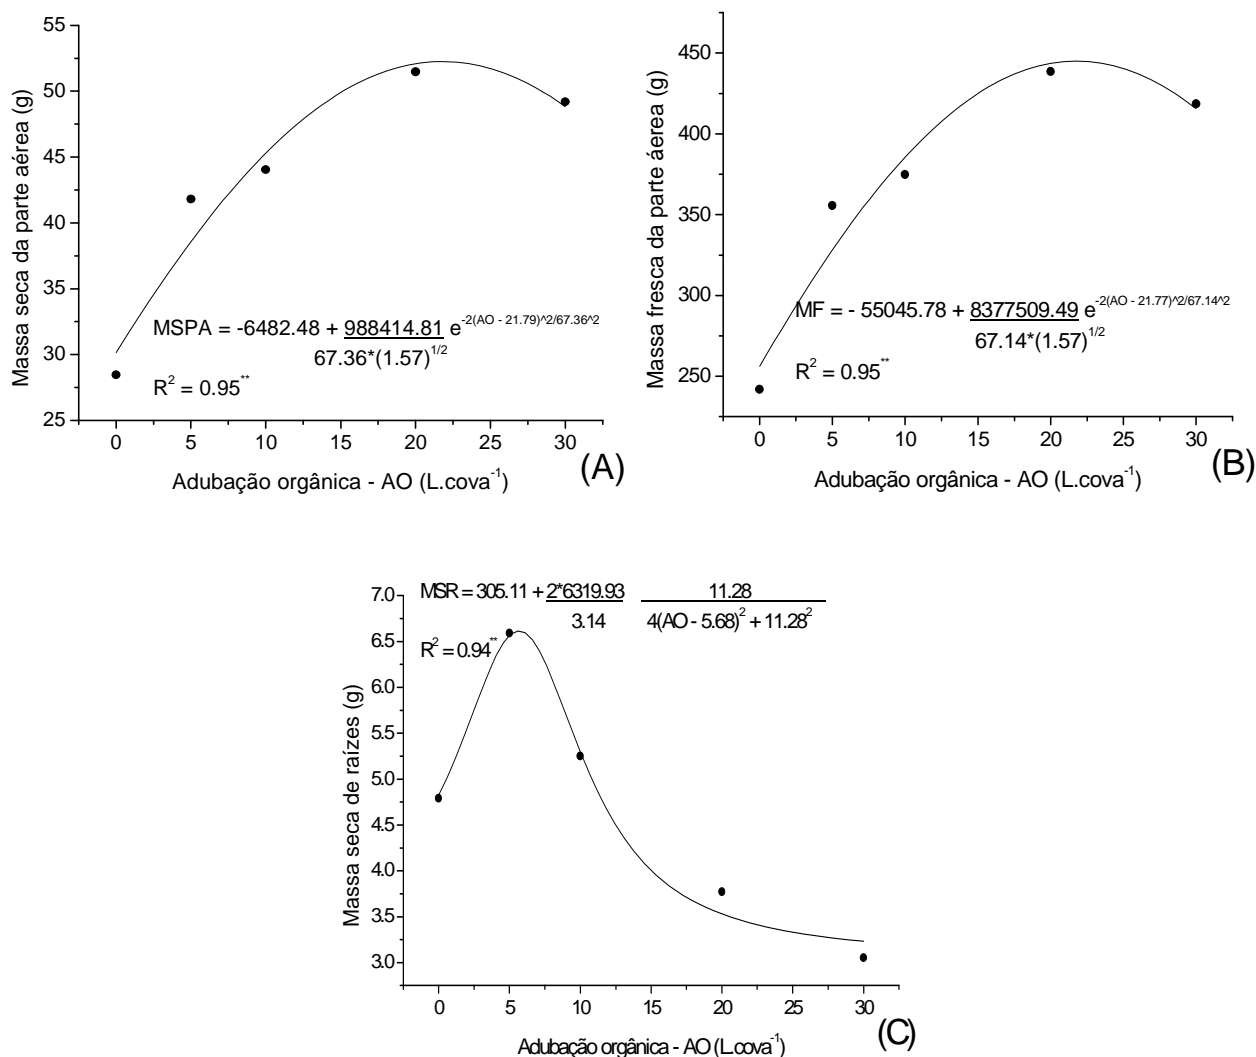 55
50
45
40
35
30
25
Massa seca da parte aérea (g)
MSPA = -6482.48 + 988414.81 e^-2(AO - 21.79)^2/67.36^2
67.36*(1.57)^1/2
R^2 = 0.95^**
0 5 10 15 20 25 30
(A)
Adubação orgânica - AO (L.cova^-1)
450
400
350
300
250
Massa fresca da parte áerea (g)
MF = - 55045.78 + 8377509.49 e^-2(AO - 21.77)^2/67.14^2
67.14*(1.57)^1/2
R^2 = 0.95^**
0 5 10 15 20 25 30
(B)
Adubação orgânica - AO (L.cova^-1)
MSR = 305.11 + 2*6319.93 11.28
3.14 4(AO - 5.68)^2 + 11.28^2
R^2 = 0.94^**
7.0
6.5
6.0
5.5
5.0
4.5
4.0
3.5
3.0
Massa seca de raízes (g)
0 5 10 15 20 25 30
(C)
Adubação orgânica - AO (L.cova^-1)